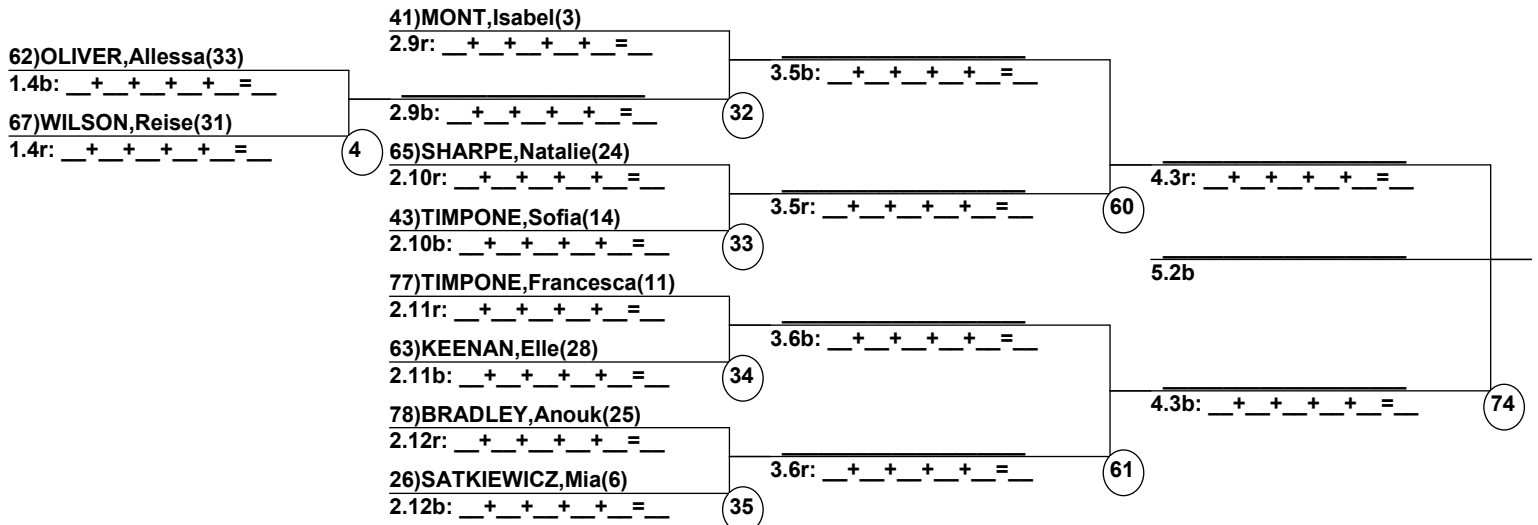 62)OLIVER,Allessa(33)
1.4b: __+__+__+__+__=__
67)WILSON,Reise(31)
1.4r: __+__+__+__+__=__
4
41)MONT,Isabel(3)
2.9r: __+__+__+__+__=__
2.9b: __+__+__+__+__=__
32
65)SHARPE,Natalie(24)
2.10r: __+__+__+__+__=__
43)TIMPONE,Sofia(14)
2.10b: __+__+__+__+__=__
33
77)TIMPONE,Francesca(11)
2.11r: __+__+__+__+__=__
63)KEENAN,Elle(28)
2.11b: __+__+__+__+__=__
34
78)BRADLEY,Anouk(25)
2.12r: __+__+__+__+__=__
26)SATKIEWICZ,Mia(6)
2.12b: __+__+__+__+__=__
35
3.5b: __+__+__+__+__=__
3.5r: __+__+__+__+__=__
60
3.6b: __+__+__+__+__=__
3.6r: __+__+__+__+__=__
61
4.3r: __+__+__+__+__=__
5.2b
4.3b: __+__+__+__+__=__
74